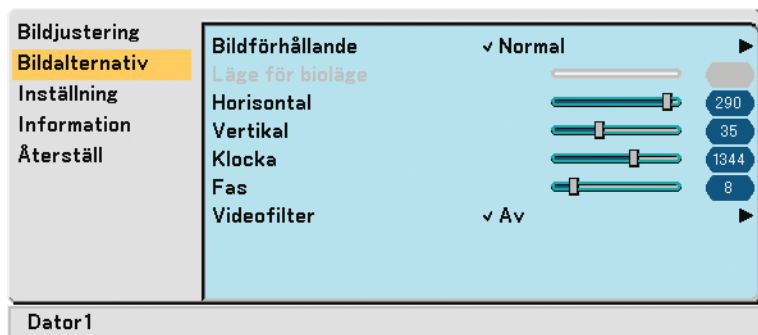 Bildjustering
Bildalternativ
Inställning
Information
Återställ
Bildförhållande ✓ Normal ▶
Läge för bioläge
Horisontal 290
Vertikal 35
Klocka 1344
Fas 8
Videofilter ✓ Av ▶
Dator1